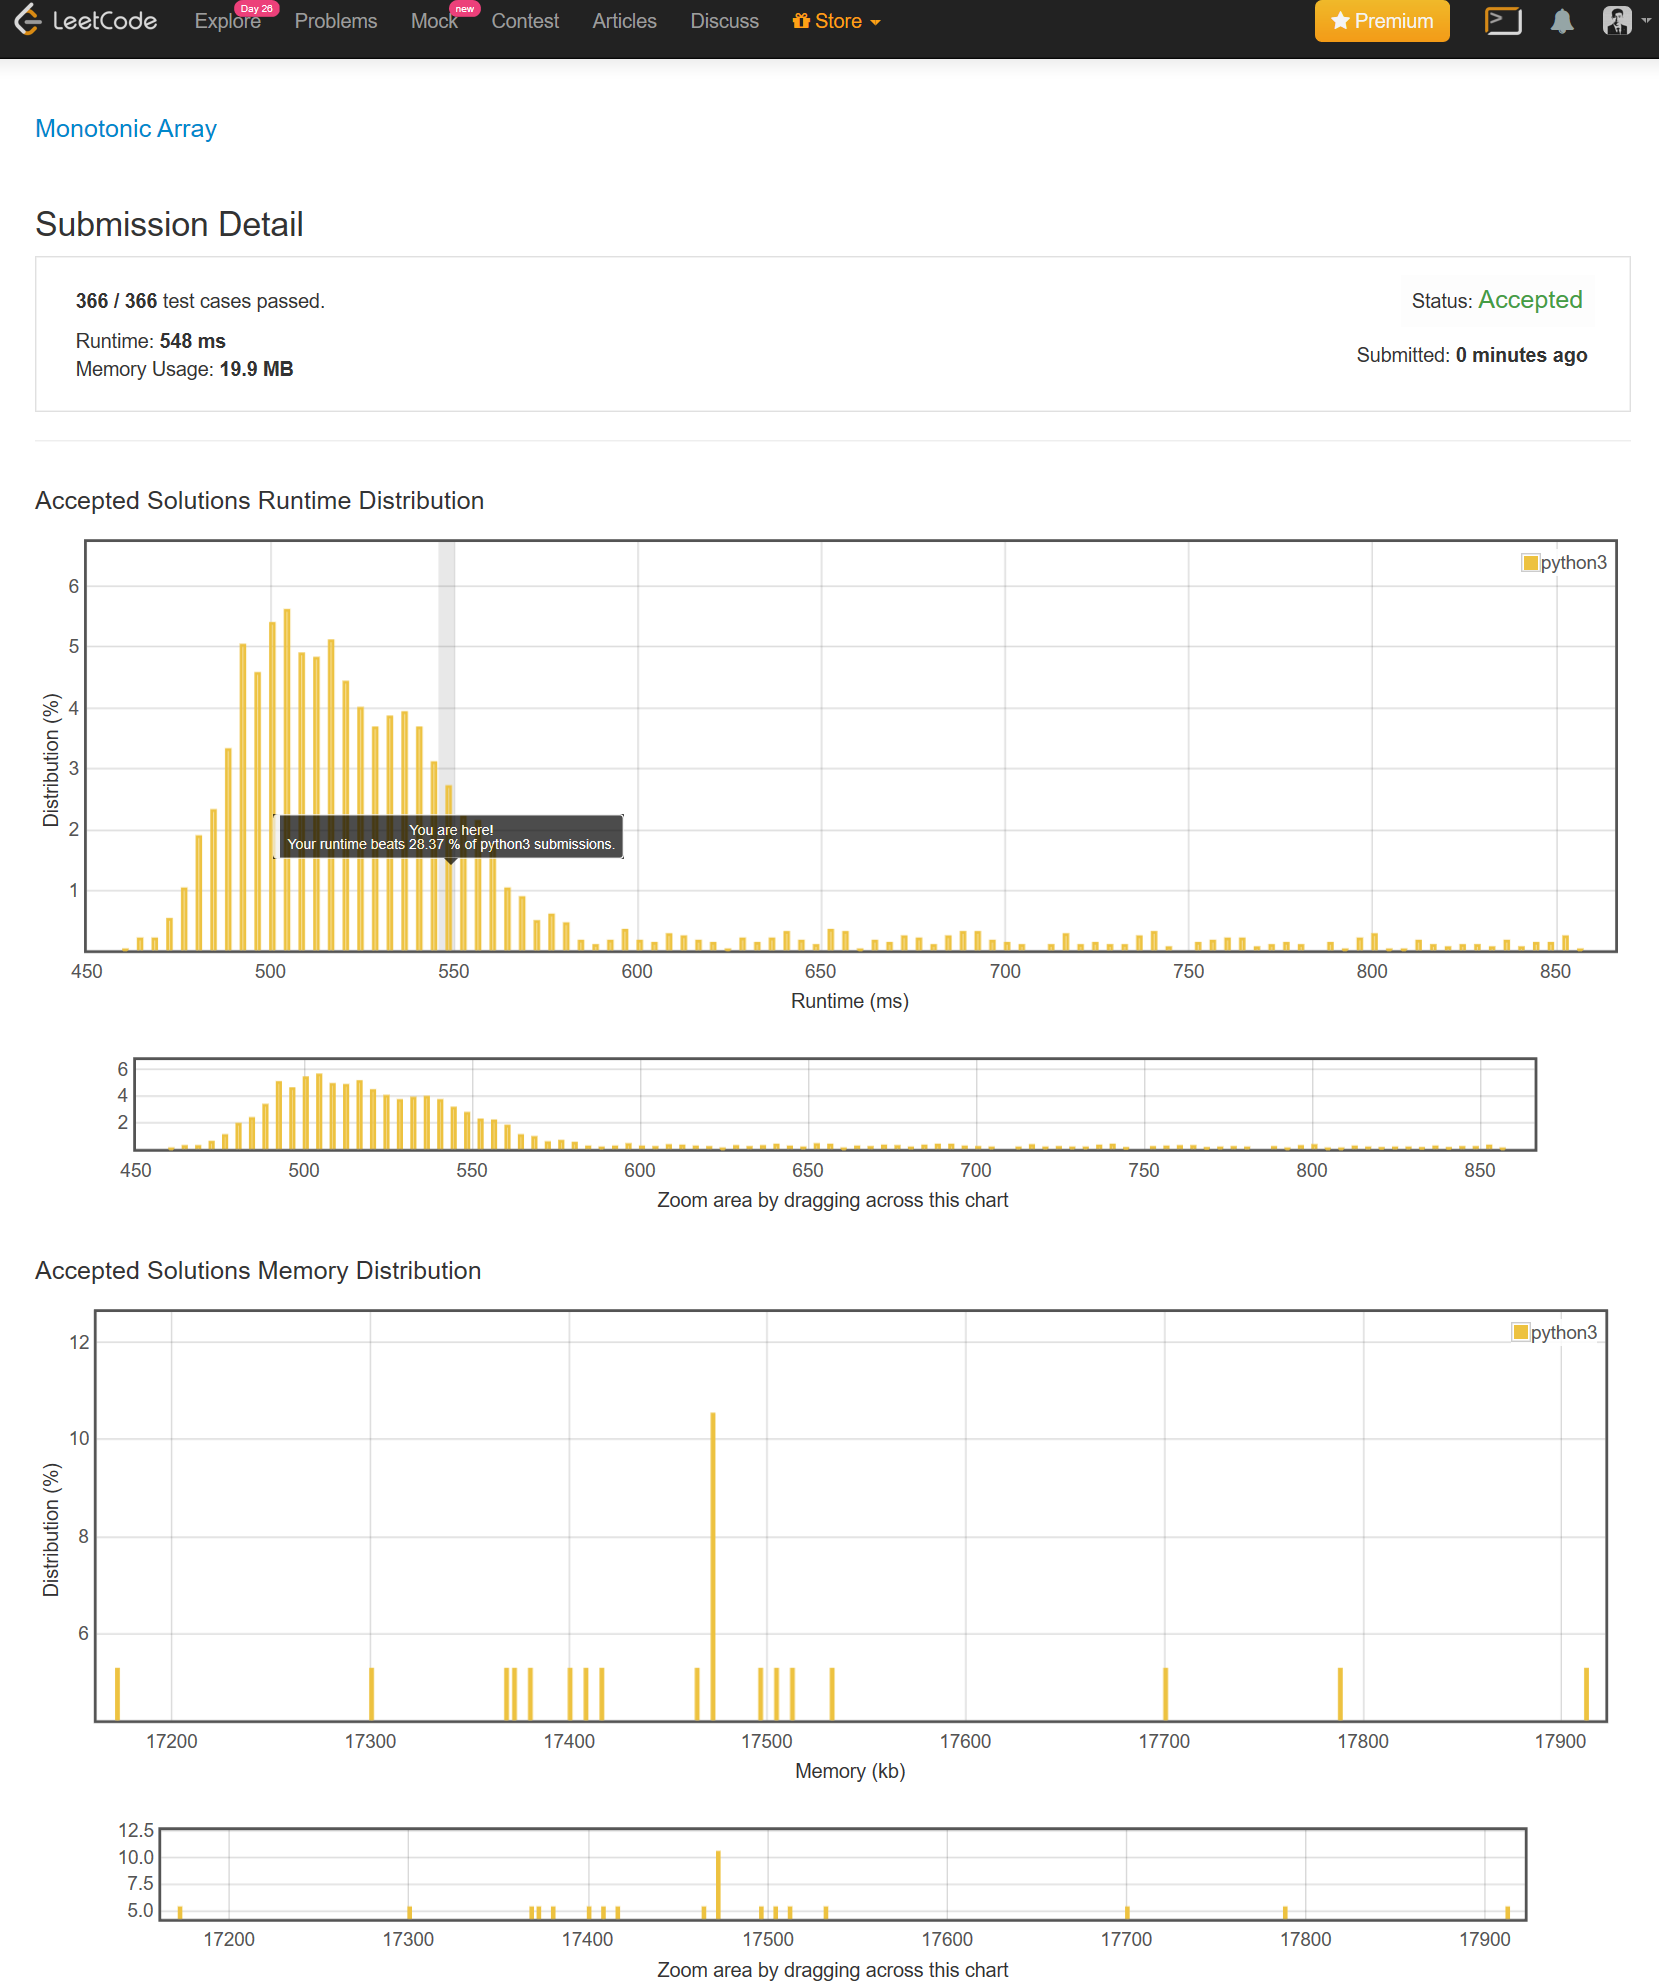 LeetCode Explore Day 26 Problems Mock new Contest Articles Discuss Store Premium
Monotonic Array
Submission Detail
366 / 366 test cases passed.
Status: Accepted
Runtime: 548 ms
Submitted: 0 minutes ago
Memory Usage: 19.9 MB
Accepted Solutions Runtime Distribution
python3
6
5
4
3
2
1
Distribution (%)
You are here!
Your runtime beats 28.37 % of python3 submissions.
450 500 550 600 650 700 750 800 850
Runtime (ms)
6
4
2
450 500 550 600 650 700 750 800 850
Zoom area by dragging across this chart
Accepted Solutions Memory Distribution
python3
12
10
8
6
Distribution (%)
17200 17300 17400 17500 17600 17700 17800 17900
Memory (kb)
12.5
10.0
7.5
5.0
17200 17300 17400 17500 17600 17700 17800 17900
Zoom area by dragging across this chart